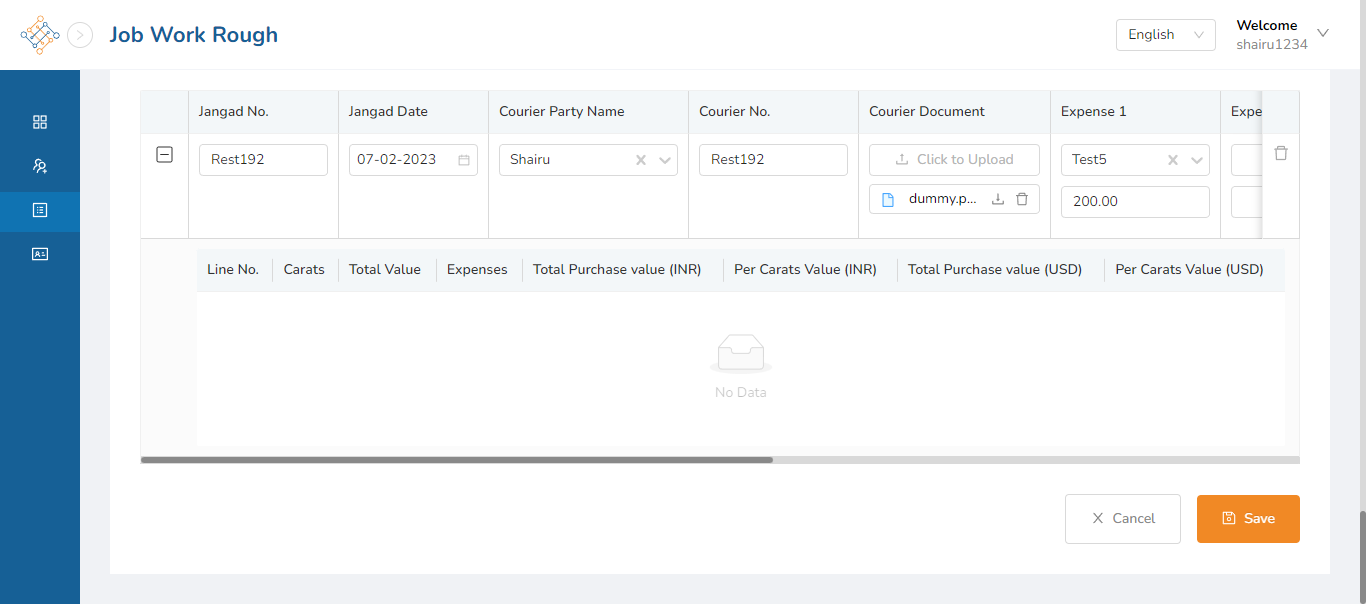 Job Work Rough
English
Welcome
shairu1234
Jangad No.
Jangad Date
Courier Party Name
Courier No.
Courier Document
Expense 1
Expe
Rest192
07-02-2023
Shairu
Rest192
Click to Upload
Test5
dummy.p...
200.00
Line No.
Carats
Total Value
Expenses
Total Purchase value (INR)
Per Carats Value (INR)
Total Purchase value (USD)
Per Carats Value (USD)
No Data
Cancel
Save